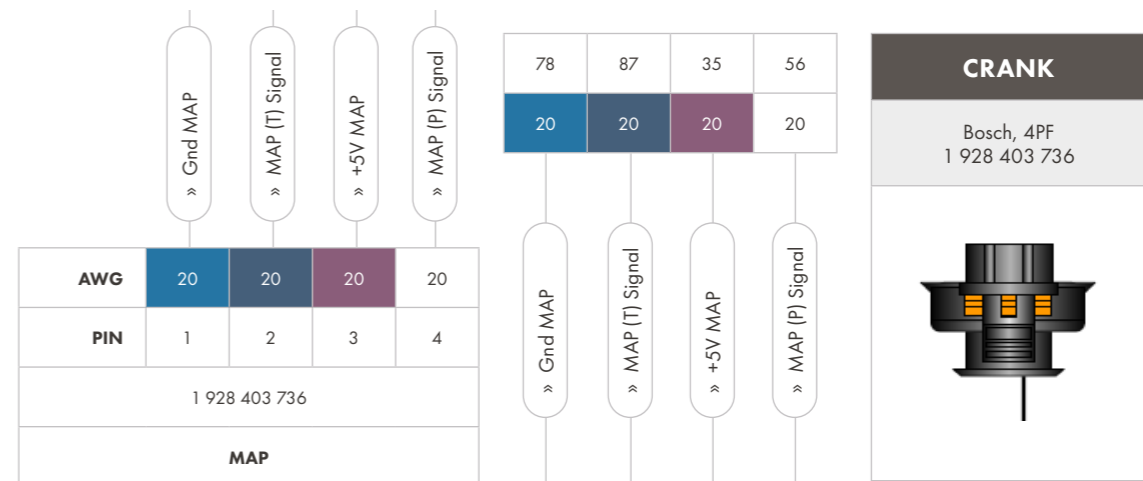 » Gnd MAP
» MAP (T) Signal
» +5V MAP
» MAP (P) Signal
AWG 20 20 20 20
PIN 1 2 3 4
1 928 403 736
MAP
78 87 35 56
20 20 20 20
» Gnd MAP
» MAP (T) Signal
» +5V MAP
» MAP (P) Signal
CRANK
Bosch, 4PF
1 928 403 736